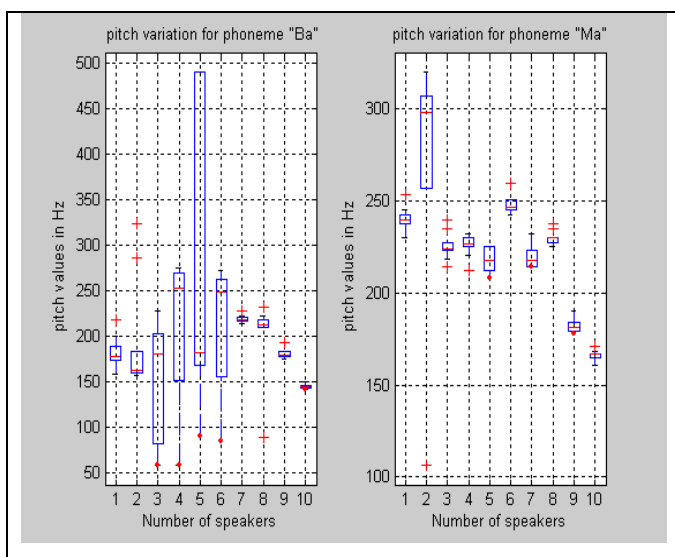 pitch variation for phoneme "Ba"
500
450
400
350
300
250
200
150
100
50
pitch values in Hz
1 2 3 4 5 6 7 8 9 10
Number of speakers
pitch variation for phoneme "Ma"
300
250
200
150
100
pitch values in Hz
1 2 3 4 5 6 7 8 9 10
Number of speakers